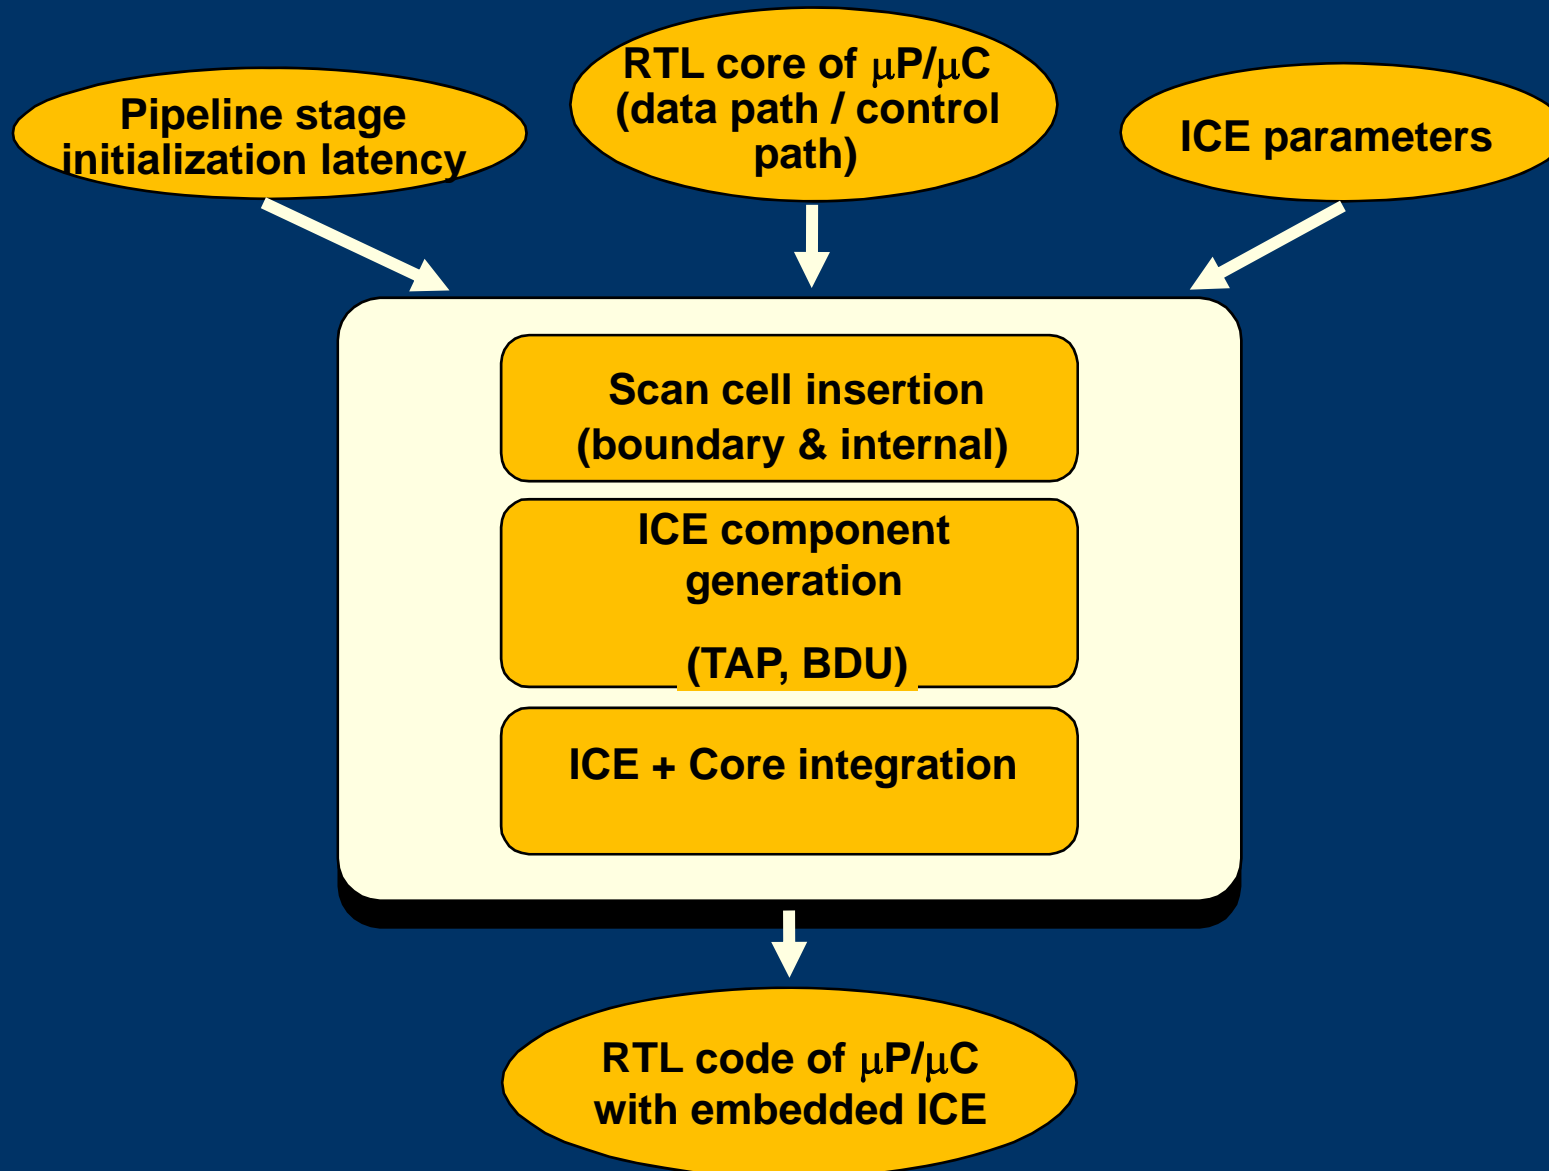 Pipeline stage
initialization latency
RTL core of μP/μC
(data path / control
path)
ICE parameters
Scan cell insertion
(boundary & internal)
ICE component
generation
(TAP, BDU)
ICE + Core integration
RTL code of μP/μC
with embedded ICE